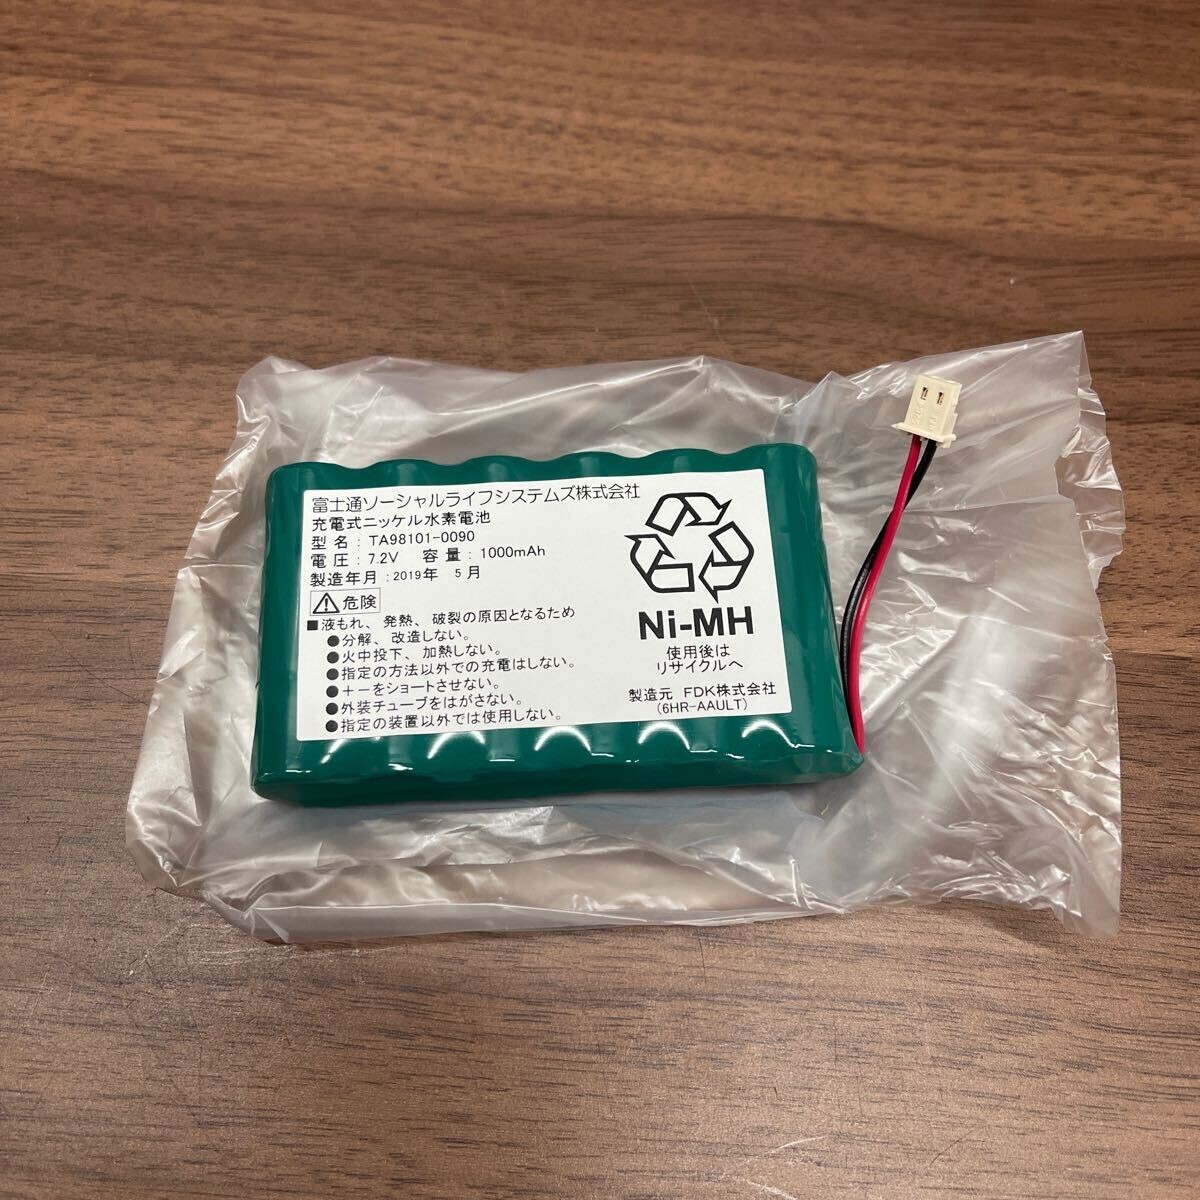 富士通ソーシャルライフシステムズ株式会社
充電式ニッケル水素電池
型 名 : TA98101-0090
電 圧 : 7.2V 容 量 : 1000mAh
製造年月 : 2019年 5月
危険
■液もれ、発熱、破裂の原因となるため
●分解、改造しない。
●火中投下、加熱しない。
●指定の方法以外での充電はしない。
●+-をショートさせない。
●外装チューブをはがさない。
●指定の装置以外では使用しない。
Ni-MH
使用後は
リサイクルへ
製造元 FDK株式会社
(6HR-AAULT)